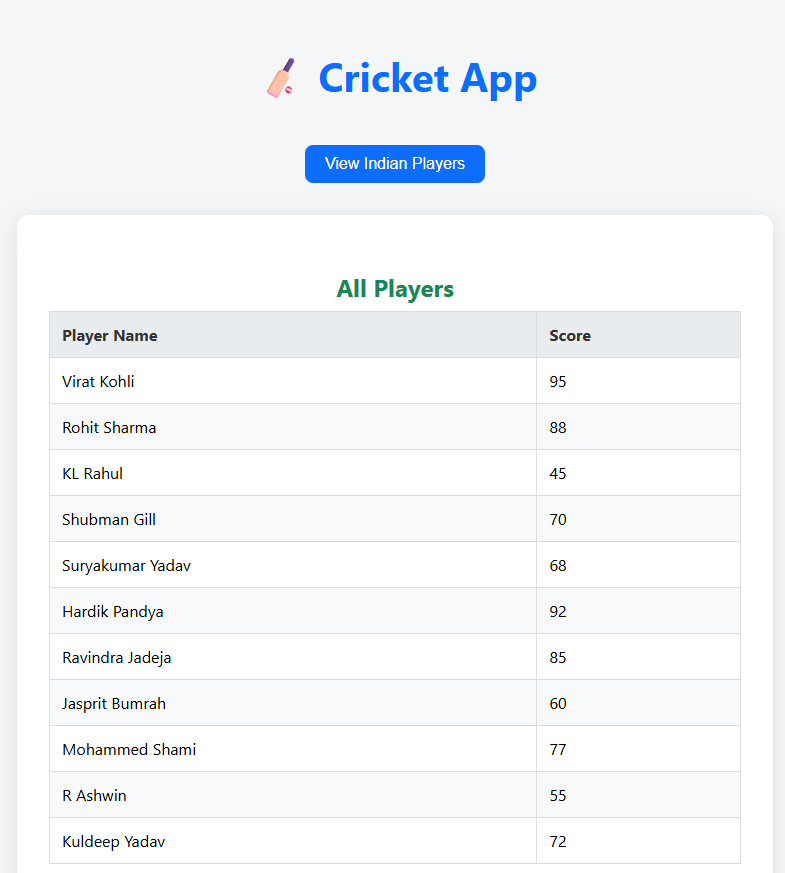 Cricket App
View Indian Players
All Players
Player Name Score
Virat Kohli 95
Rohit Sharma 88
KL Rahul 45
Shubman Gill 70
Suryakumar Yadav 68
Hardik Pandya 92
Ravindra Jadeja 85
Jasprit Bumrah 60
Mohammed Shami 77
R Ashwin 55
Kuldeep Yadav 72